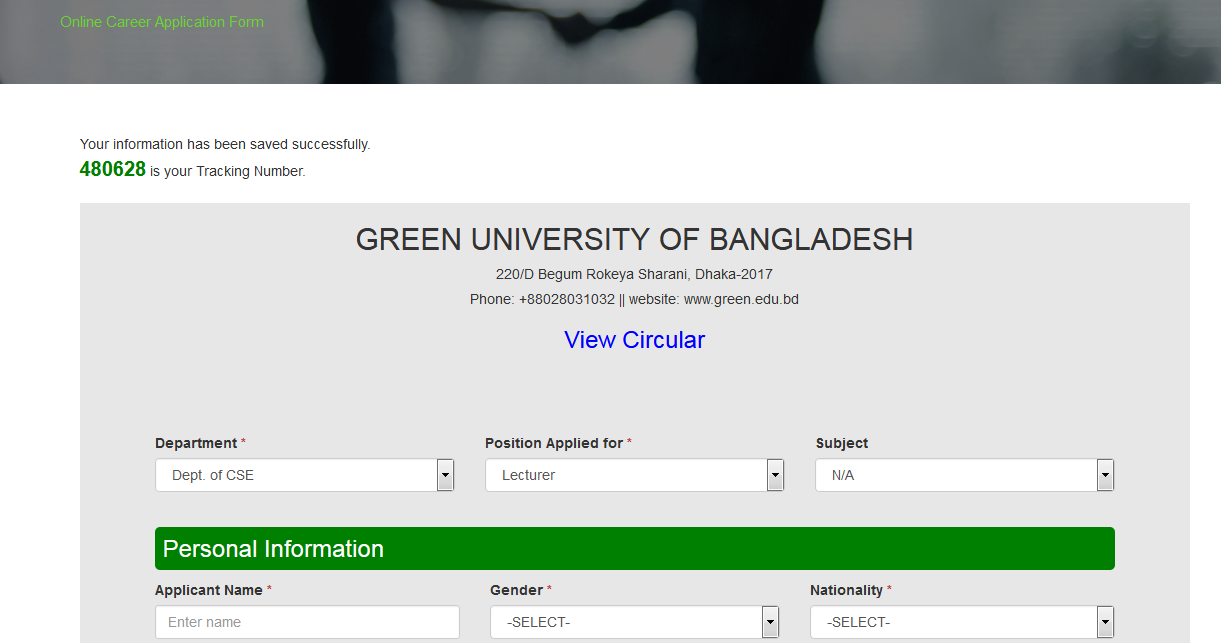 Online Career Application Form
Your information has been saved successfully.
480628 is your Tracking Number.
GREEN UNIVERSITY OF BANGLADESH
220/D Begum Rokeya Sharani, Dhaka-2017
Phone: +88028031032 || website: www.green.edu.bd
View Circular
Department * Position Applied for * Subject
Dept. of CSE Lecturer N/A
Personal Information
Applicant Name * Gender * Nationality *
Enter name -SELECT- -SELECT-